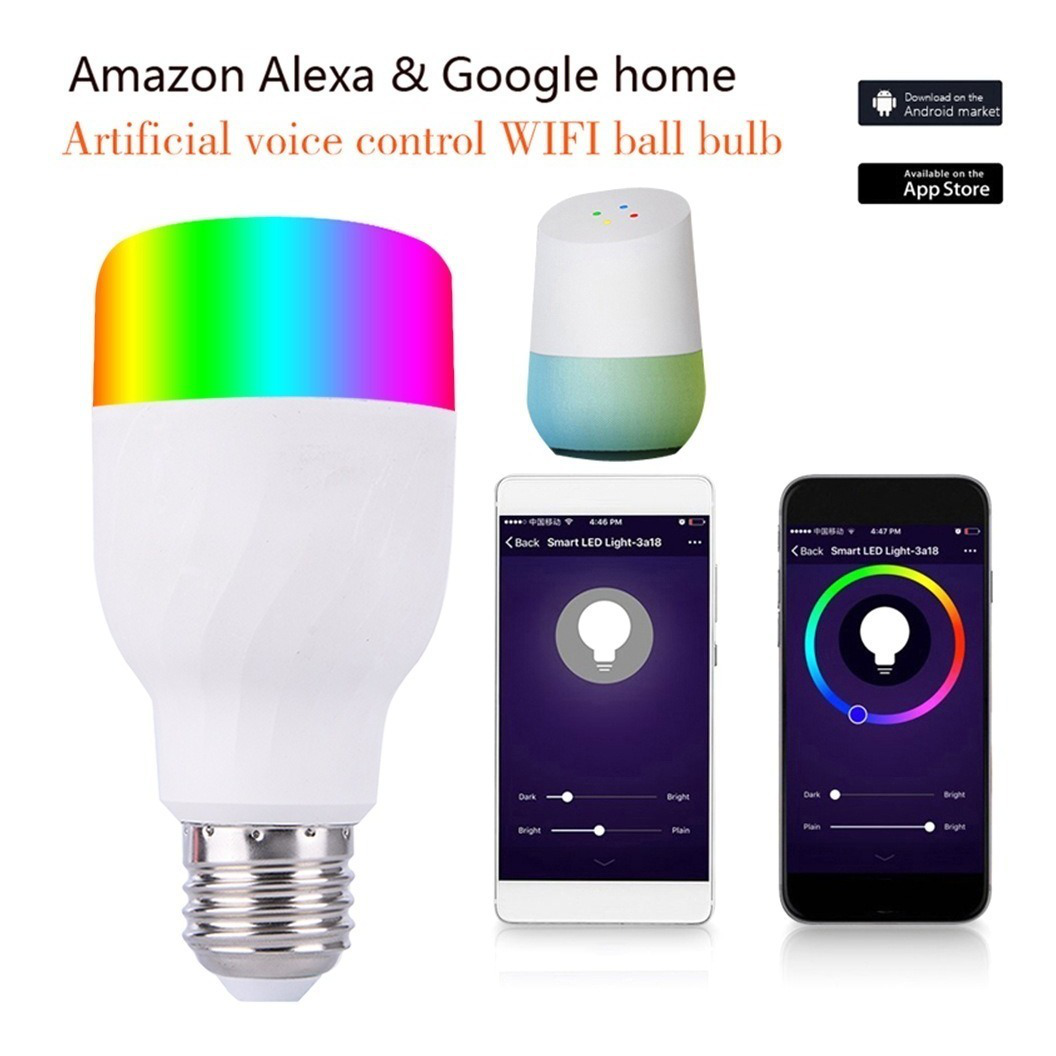 Amazon Alexa & Google home
Artificial voice control WIFI ball bulb
Download on the
Android market
Available on the
App Store
中国移动 4:46 PM
Back Smart LED Light-3a18 •••
Dark Bright
Bright Plain
中国移动 4:47 PM
Back Smart LED Light-3a18 •••
Dark Bright
Plain Bright